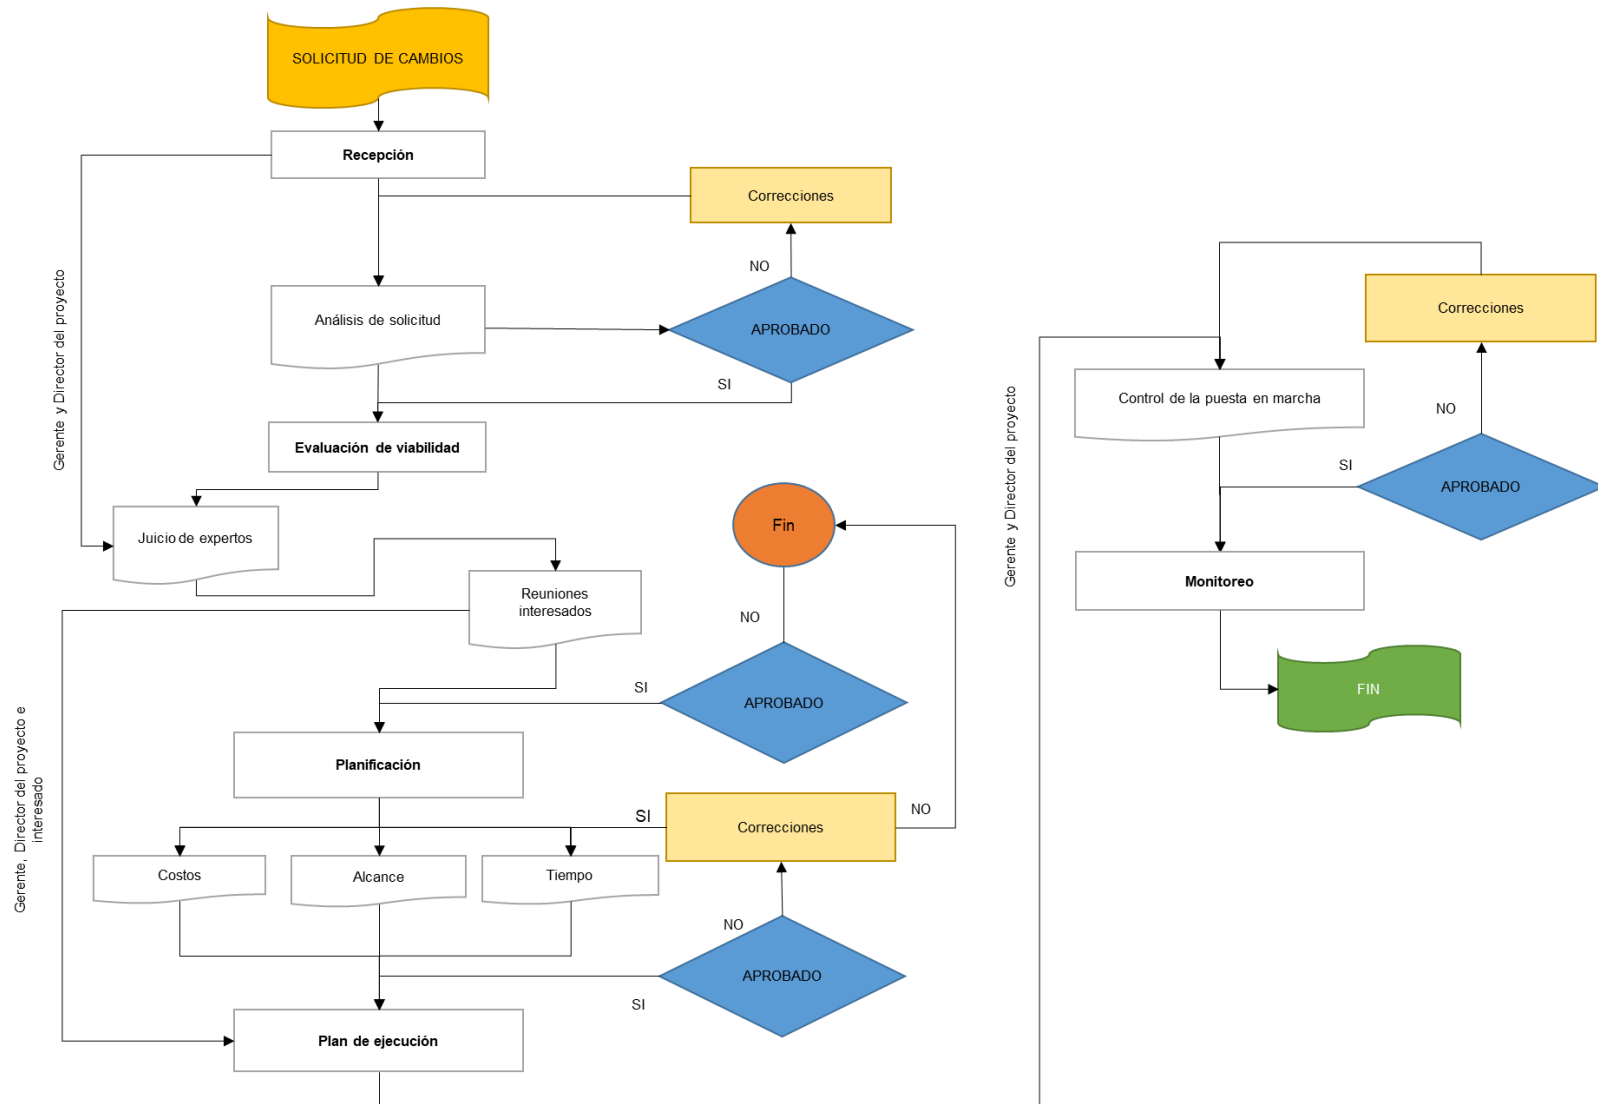 SOLICITUD DE CAMBIOS
Recepción
Correcciones
NO
Análisis de solicitud
APROBADO
SI
Evaluación de viabilidad
Gerente y Director del proyecto
Juicio de expertos
Fin
Reuniones
interesados
NO
SI
APROBADO
Planificación
Gerente, Director del proyecto e
interesado
SI
Correcciones
NO
Costos
Alcance
Tiempo
NO
APROBADO
SI
Plan de ejecución
Correcciones
Control de la puesta en marcha
NO
SI
APROBADO
Gerente y Director del proyecto
Monitoreo
FIN